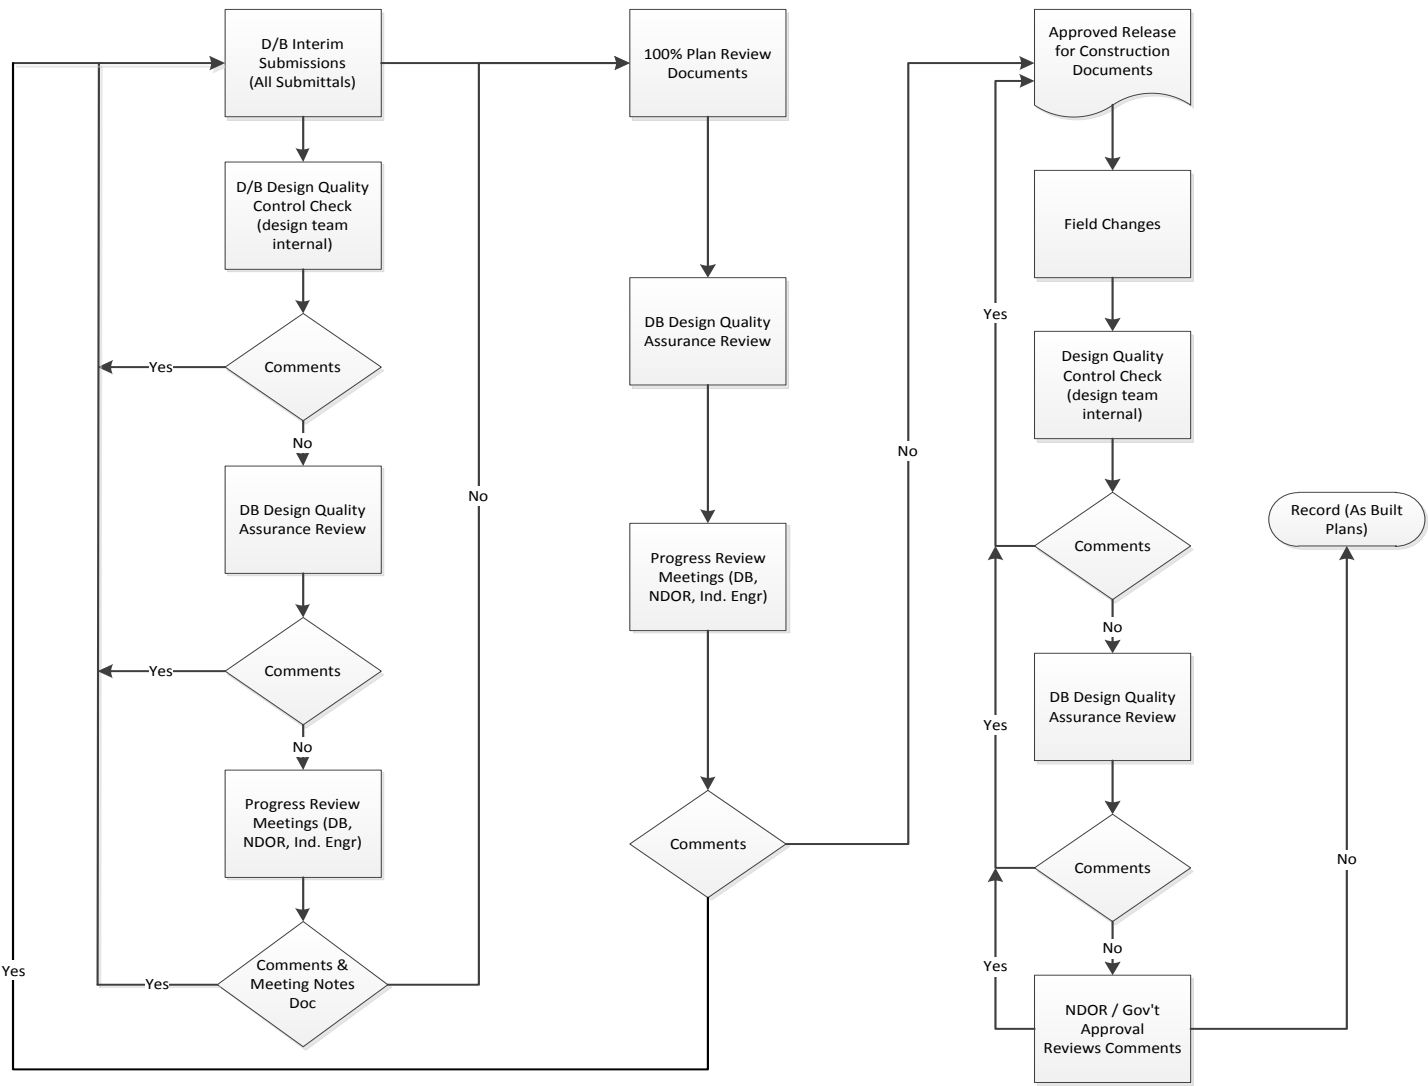 D/B Interim
Submissions
(All Submittals)
D/B Design Quality
Control Check
(design team
internal)
Comments
Yes
No
DB Design Quality
Assurance Review
Comments
Yes
No
Progress Review
Meetings (DB,
NDOR, Ind. Engr)
Comments &
Meeting Notes
Doc
Yes
No
Yes
100% Plan Review
Documents
DB Design Quality
Assurance Review
Progress Review
Meetings (DB,
NDOR, Ind. Engr)
Comments
No
Approved Release
for Construction
Documents
Field Changes
Yes
Design Quality
Control Check
(design team
internal)
Comments
No
DB Design Quality
Assurance Review
Yes
Comments
No
Yes
NDOR / Gov't
Approval
Reviews Comments
No
Record (As Built
Plans)